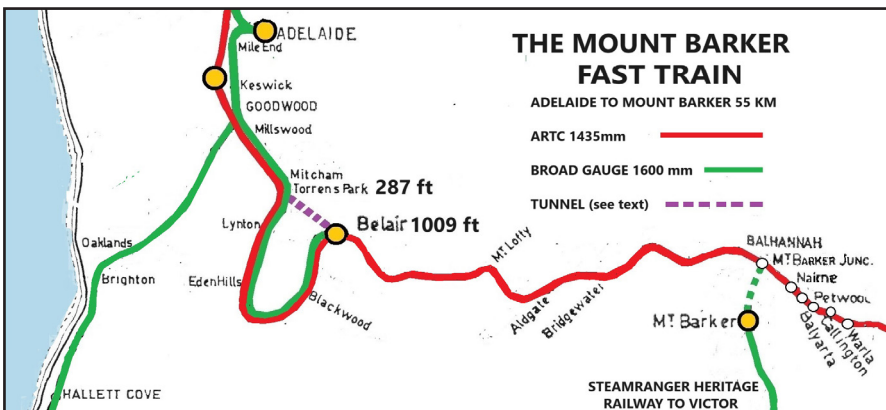 THE MOUNT BARKER
FAST TRAIN
ADELAIDE TO MOUNT BARKER 55 KM
ARTC 1435mm
BROAD GAUGE 1600 mm
TUNNEL (see text)
ADELAIDE
Mile End
Keswick
GOODWOOD
Millswood
Mitcham
Torrens Park 287 ft
Belair 1009 ft
Lynton
Oaklands
Brighton
Eden Hills
Blackwood
HALLETT COVE
Mt Lofty
Aldgate
Bridgewater
BALHANNAH
MT BARKER JUNC.
Nairne
Petwood
Balyarta
Callington
Warla
MT Barker
STEAMRANGER HERITAGE
RAILWAY TO VICTOR